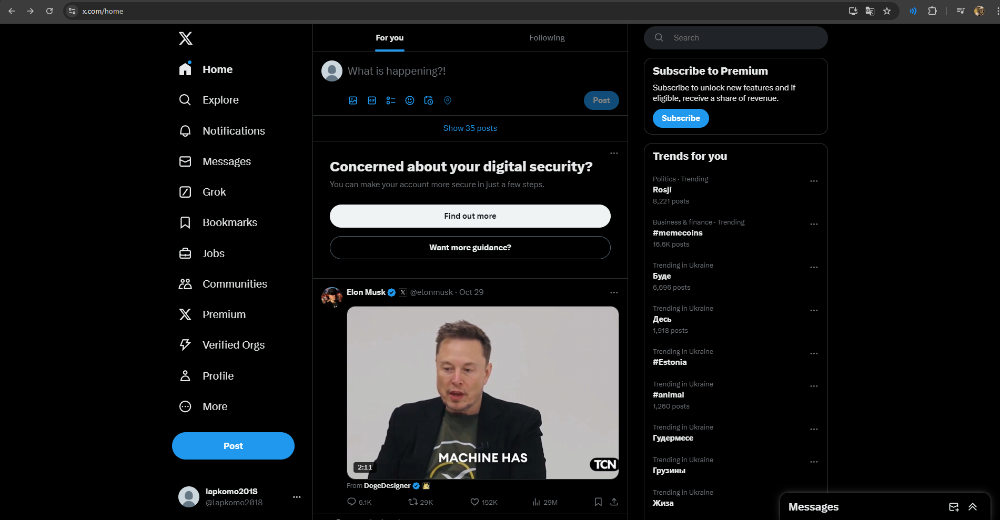 x.com/home
Home
Explore
Notifications
Messages
Grok
Bookmarks
Jobs
Communities
Premium
Verified Orgs
Profile
More
Post
lapkomo2018
@lapkomo2018
For you
Following
What is happening?!
GIF
Post
Show 35 posts
Concerned about your digital security?
You can make your account more secure in just a few steps.
Find out more
Want more guidance?
Elon Musk @elonmusk · Oct 29
MACHINE HAS
2:11
TCN
From DogeDesigner
6.1K 29K 152K 29M
Search
Subscribe to Premium
Subscribe to unlock new features and if
eligible, receive a share of revenue.
Subscribe
Trends for you
Politics · Trending
Rosji
8,221 posts
Business & finance · Trending
#memecoins
16.6K posts
Trending in Ukraine
Буде
6,696 posts
Trending in Ukraine
Десь
1,918 posts
Trending in Ukraine
#Estonia
Trending in Ukraine
#animal
1,260 posts
Trending in Ukraine
Гудермесе
Trending in Ukraine
Грузины
Trending in Ukraine
Жиза
Messages